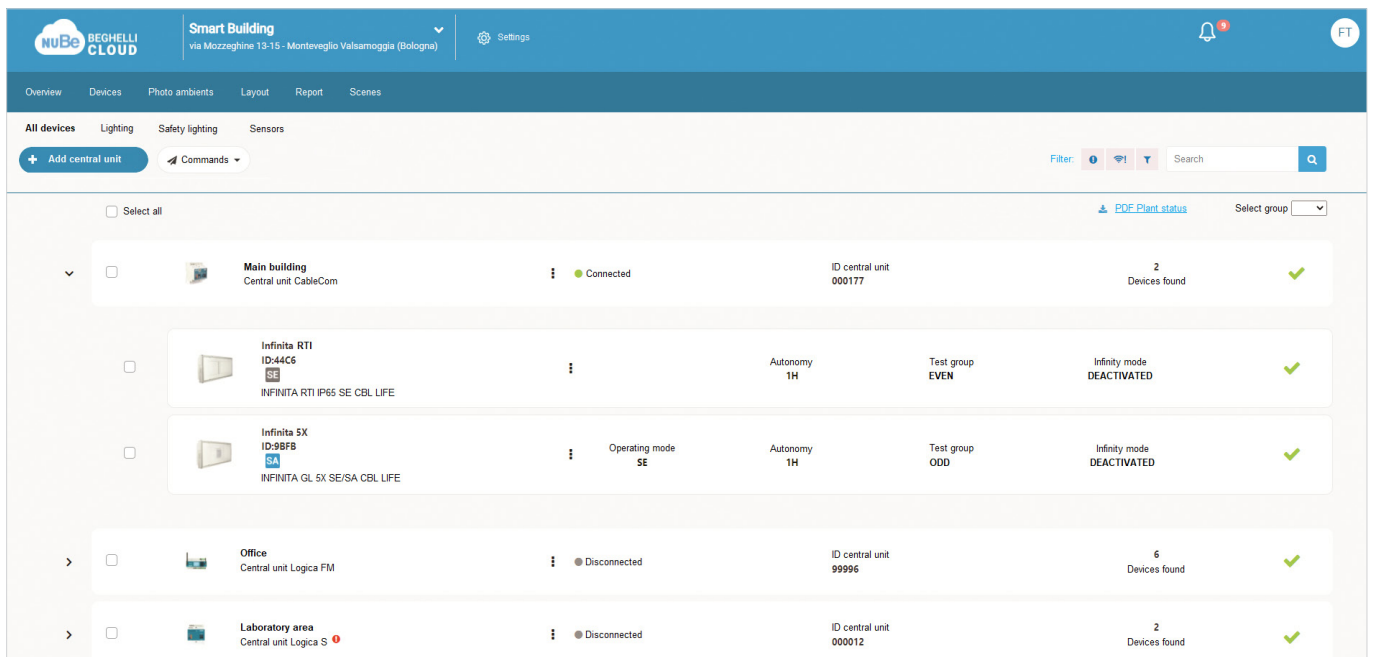 NuBe BEGHELLI CLOUD
Smart Building
via Mozzeghine 13-15 - Monteveglio Valsamoggia (Bologna)
Settings
9
FT
Overview Devices Photo ambients Layout Report Scenes
All devices Lighting Safety lighting Sensors
+ Add central unit Commands
Filter: Search
Select all
PDF Plant status
Select group
Main building
Central unit CableCom
Connected
ID central unit
000177
2
Devices found
Infinita RTI
ID:44C6
SE
INFINITA RTI IP65 SE CBL LIFE
Autonomy
1H
Test group
EVEN
Infinity mode
DEACTIVATED
Infinita 5X
ID:9BFB
SA
INFINITA GL 5X SE/SA CBL LIFE
Operating mode
SE
Autonomy
1H
Test group
ODD
Infinity mode
DEACTIVATED
Office
Central unit Logica FM
Disconnected
ID central unit
99996
6
Devices found
Laboratory area
Central unit Logica S
Disconnected
ID central unit
000012
2
Devices found